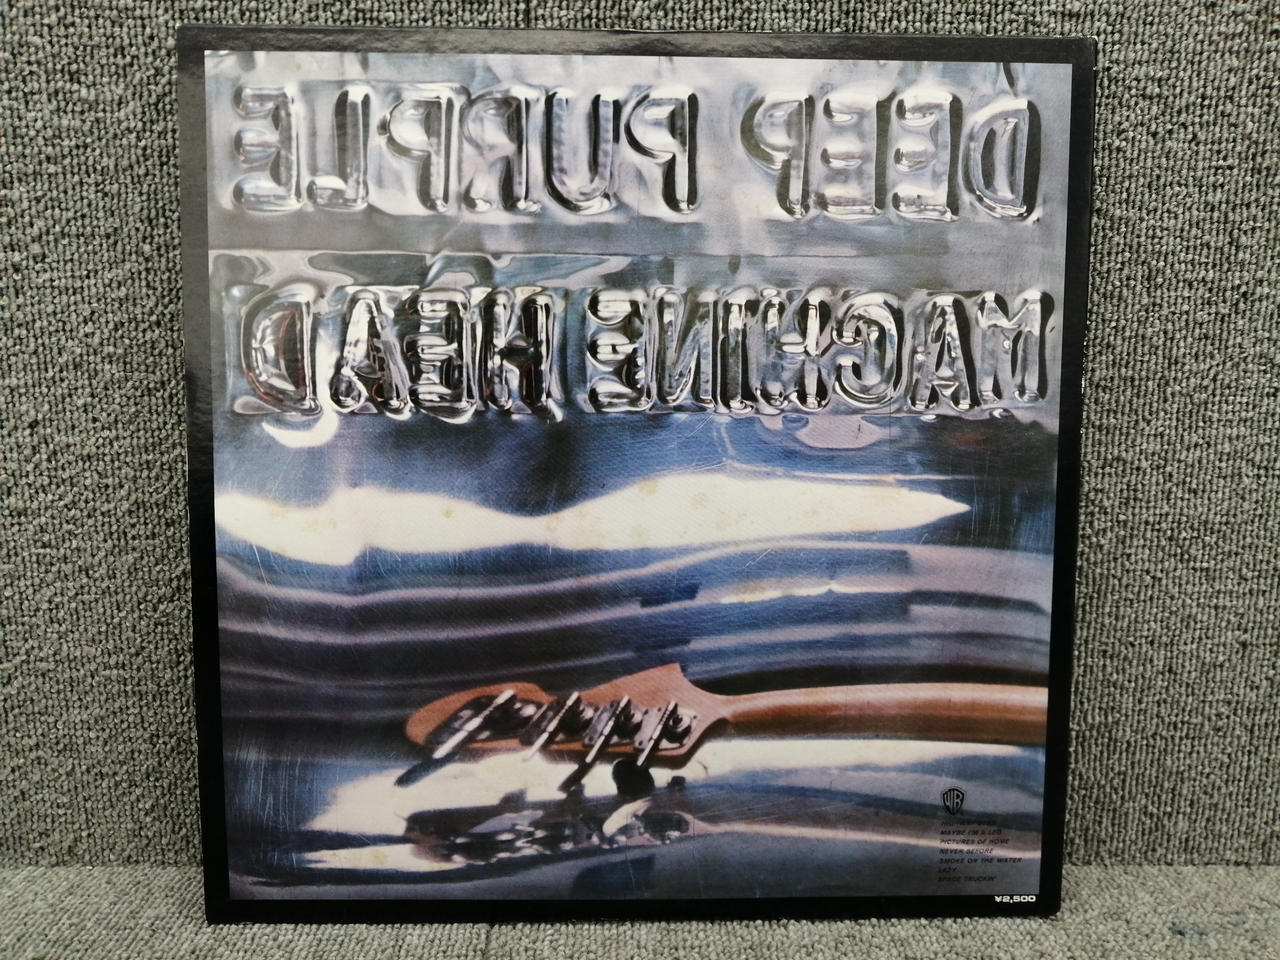 DEEP PURPLE
MACHINE HEAD
MAYBE I'M A LEO
PICTURES OF HOME
NEVER BEFORE
SMOKE ON THE WATER
LAZY
SPACE TRUCKIN'
¥2,500